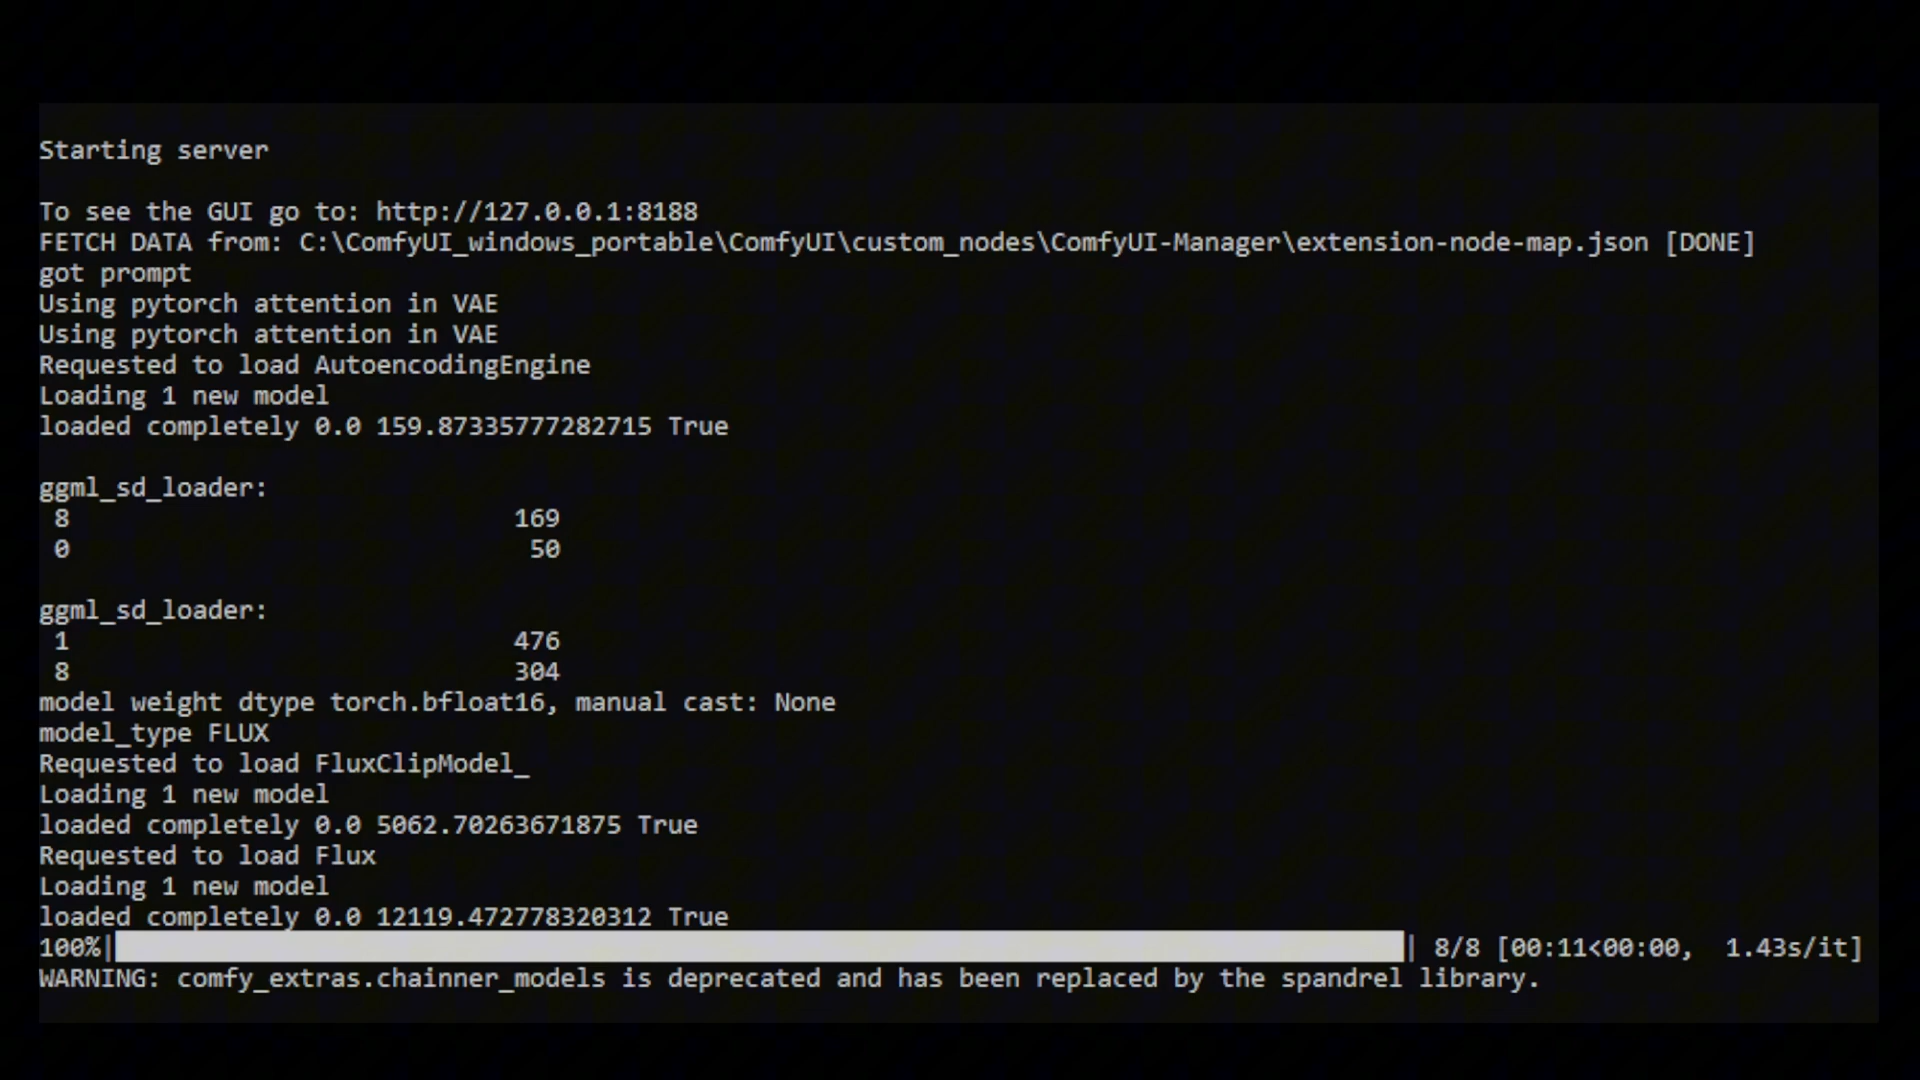 Starting server
To see the GUI go to: http://127.0.0.1:8188
FETCH DATA from: C:\ComfyUI_windows_portable\ComfyUI\custom_nodes\ComfyUI-Manager\extension-node-map.json [DONE]
got prompt
Using pytorch attention in VAE
Using pytorch attention in VAE
Requested to load AutoencodingEngine
Loading 1 new model
loaded completely 0.0 159.87335777282715 True
ggml_sd_loader:
8 169
0 50
ggml_sd_loader:
1 476
8 304
model weight dtype torch.bfloat16, manual cast: None
model_type FLUX
Requested to load FluxClipModel_
Loading 1 new model
loaded completely 0.0 5062.70263671875 True
Requested to load Flux
Loading 1 new model
loaded completely 0.0 12119.472778320312 True
100%| | 8/8 [00:11<00:00, 1.43s/it]
WARNING: comfy_extras.chainner_models is deprecated and has been replaced by the spandrel library.